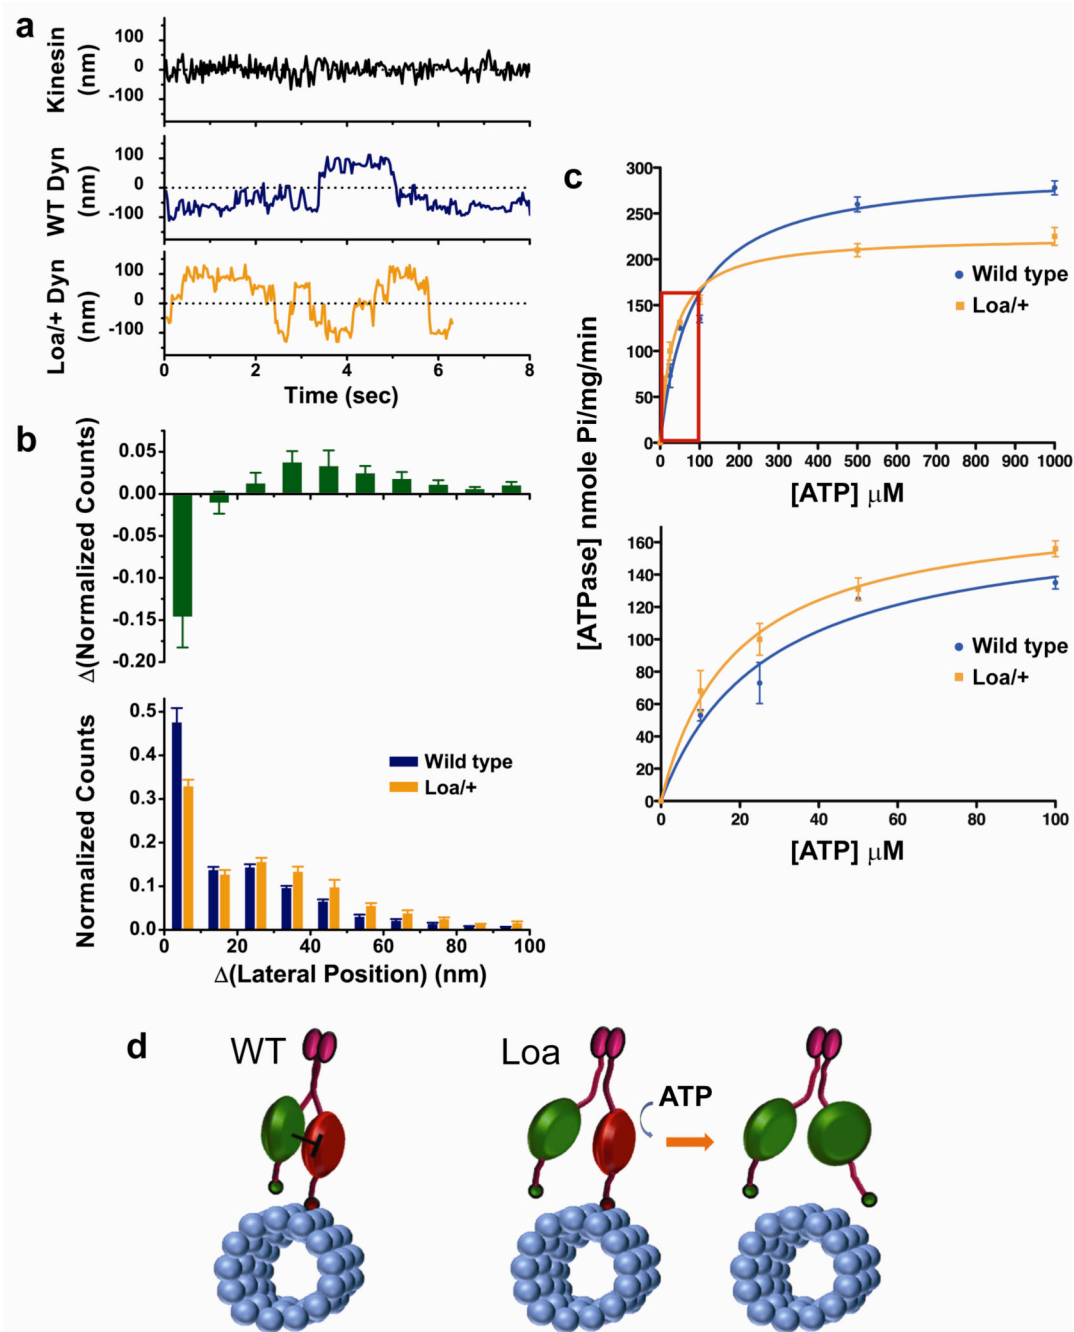 a
Kinesin
(nm)
100
0
-100
WT Dyn
(nm)
100
0
-100
Loa/+ Dyn
(nm)
100
0
-100
0 2 4 6 8
Time (sec)
b
Δ(Normalized Counts)
0.05
0.00
-0.05
-0.10
-0.15
-0.20
Normalized Counts
0.5
0.4
0.3
0.2
0.1
0.0
Wild type
Loa/+
0 20 40 60 80 100
Δ(Lateral Position) (nm)
c
[ATPase] nmole Pi/mg/min
300
250
200
150
100
50
0
Wild type
Loa/+
0 100 200 300 400 500 600 700 800 900 1000
[ATP] μM
160
140
120
100
80
60
40
20
0
Wild type
Loa/+
0 20 40 60 80 100
[ATP] μM
d
WT
Loa
ATP